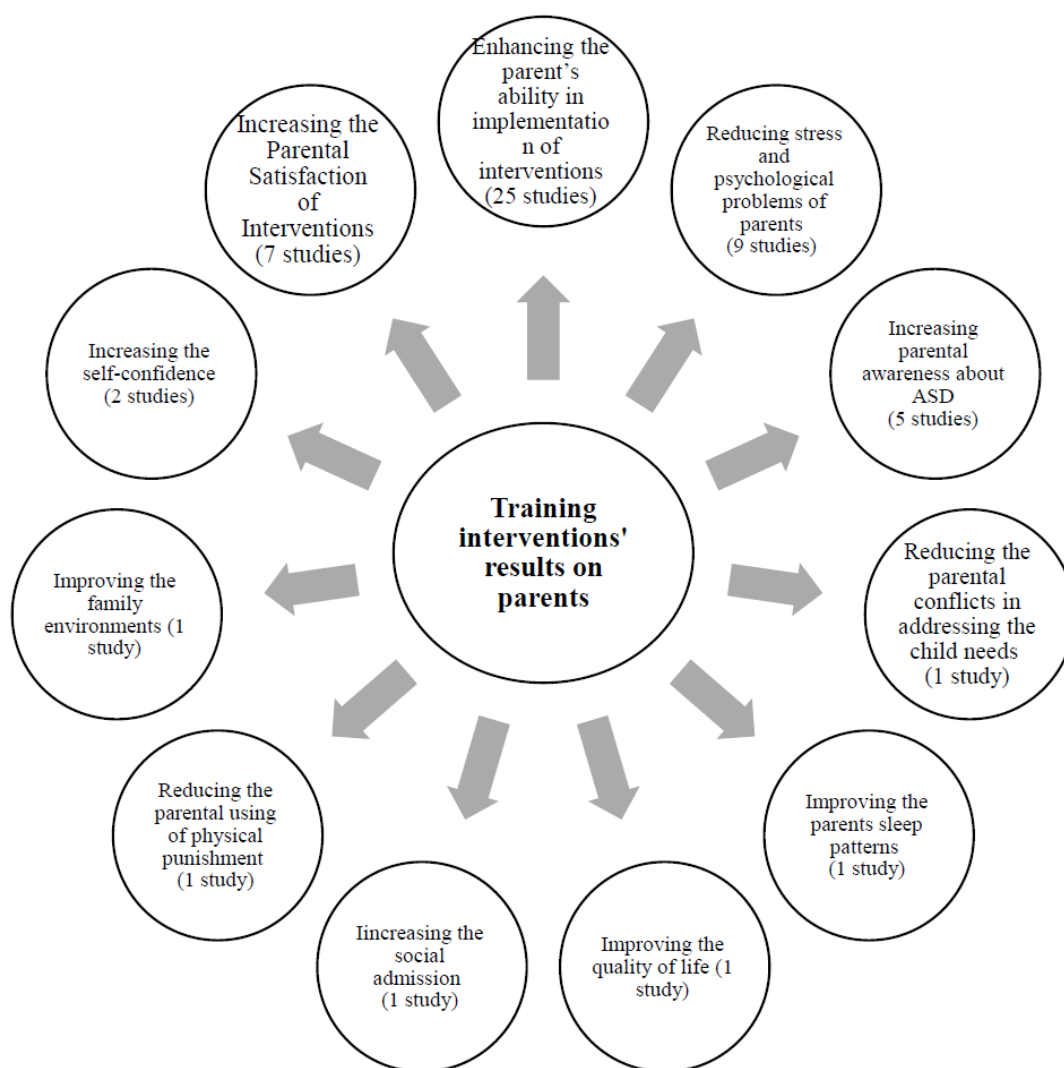 Enhancing the
parent's
ability in
implementatio
n of
interventions
(25 studies)
Reducing stress
and
psychological
problems of
parents
(9 studies)
Increasing
parental
awareness about
ASD
(5 studies)
Reducing the
parental
conflicts in
addressing the
child needs
(1 study)
Improving the
parents sleep
patterns
(1 study)
Improving the
quality of life (1
study)
Iincreasing the
social
admission
(1 study)
Reducing the
parental using
of physical
punishment
(1 study)
Improving the
family
environments (1
study)
Increasing the
self-confidence
(2 studies)
Increasing the
Parental
Satisfaction
of
Interventions
(7 studies)
Training
interventions'
results on
parents